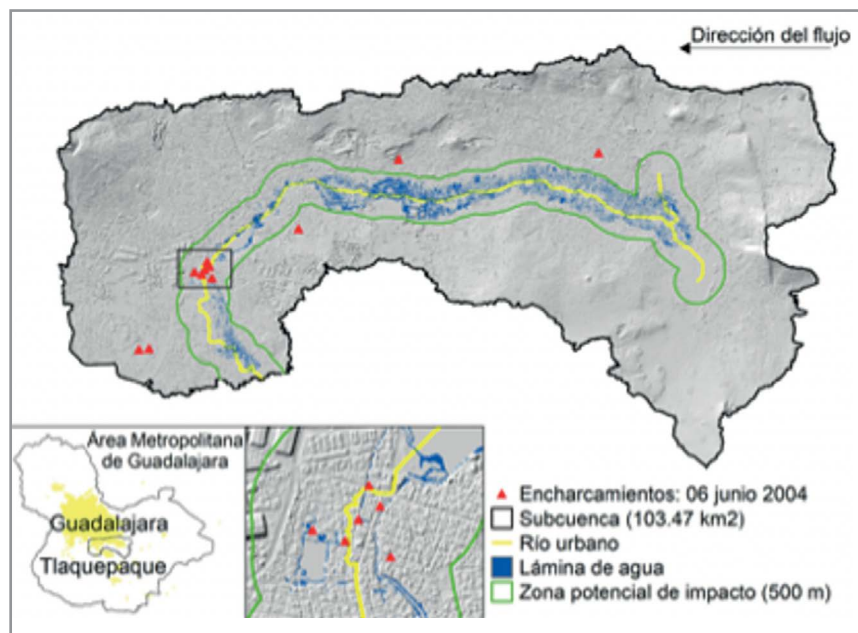 Dirección del flujo
Área Metropolitana
de Guadalajara
Guadalajara
Tlaquepaque
Encharcamientos: 06 junio 2004
Subcuenca (103.47 km2)
Río urbano
Lámina de agua
Zona potencial de impacto (500 m)